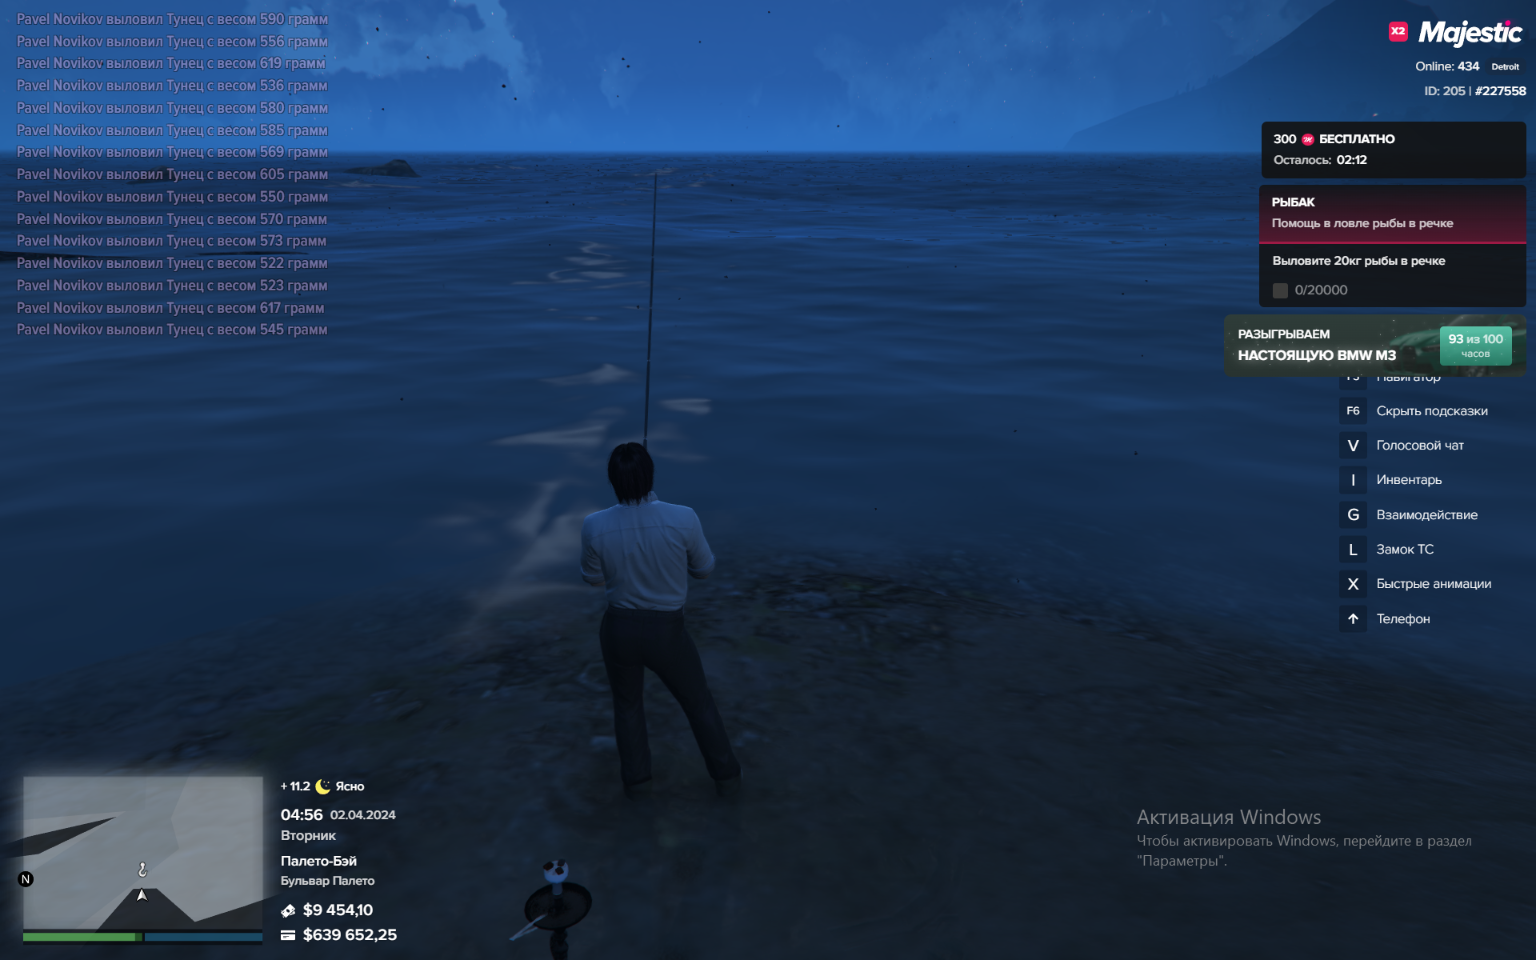 Pavel Novikov выловил Тунец с весом 590 грамм
Pavel Novikov выловил Тунец с весом 556 грамм
Pavel Novikov выловил Тунец с весом 619 грамм
Pavel Novikov выловил Тунец с весом 536 грамм
Pavel Novikov выловил Тунец с весом 580 грамм
Pavel Novikov выловил Тунец с весом 585 грамм
Pavel Novikov выловил Тунец с весом 569 грамм
Pavel Novikov выловил Тунец с весом 605 грамм
Pavel Novikov выловил Тунец с весом 550 грамм
Pavel Novikov выловил Тунец с весом 570 грамм
Pavel Novikov выловил Тунец с весом 573 грамм
Pavel Novikov выловил Тунец с весом 522 грамм
Pavel Novikov выловил Тунец с весом 523 грамм
Pavel Novikov выловил Тунец с весом 617 грамм
Pavel Novikov выловил Тунец с весом 545 грамм
X2 Majestic
Online: 434 Detroit
ID: 205 | #227558
300 БЕСПЛАТНО
Осталось: 02:12
РЫБАК
Помощь в ловле рыбы в речке
Выловите 20кг рыбы в речке
0/20000
РАЗЫГРЫВАЕМ
НАСТОЯЩУЮ BMW M3
93 из 100
часов
Навигатор
F6 Скрыть подсказки
V Голосовой чат
I Инвентарь
G Взаимодействие
L Замок ТС
X Быстрые анимации
Телефон
+11.2 Ясно
04:56 02.04.2024
Вторник
Палето-Бэй
Бульвар Палето
N
$9 454,10
$639 652,25
Активация Windows
Чтобы активировать Windows, перейдите в раздел
"Параметры".